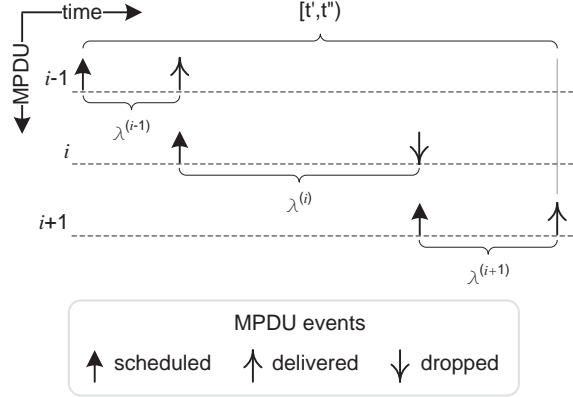 time
[t',t")
MPDU
i-1
λ(i-1)
i
λ(i)
i+1
λ(i+1)
MPDU events
scheduled delivered dropped